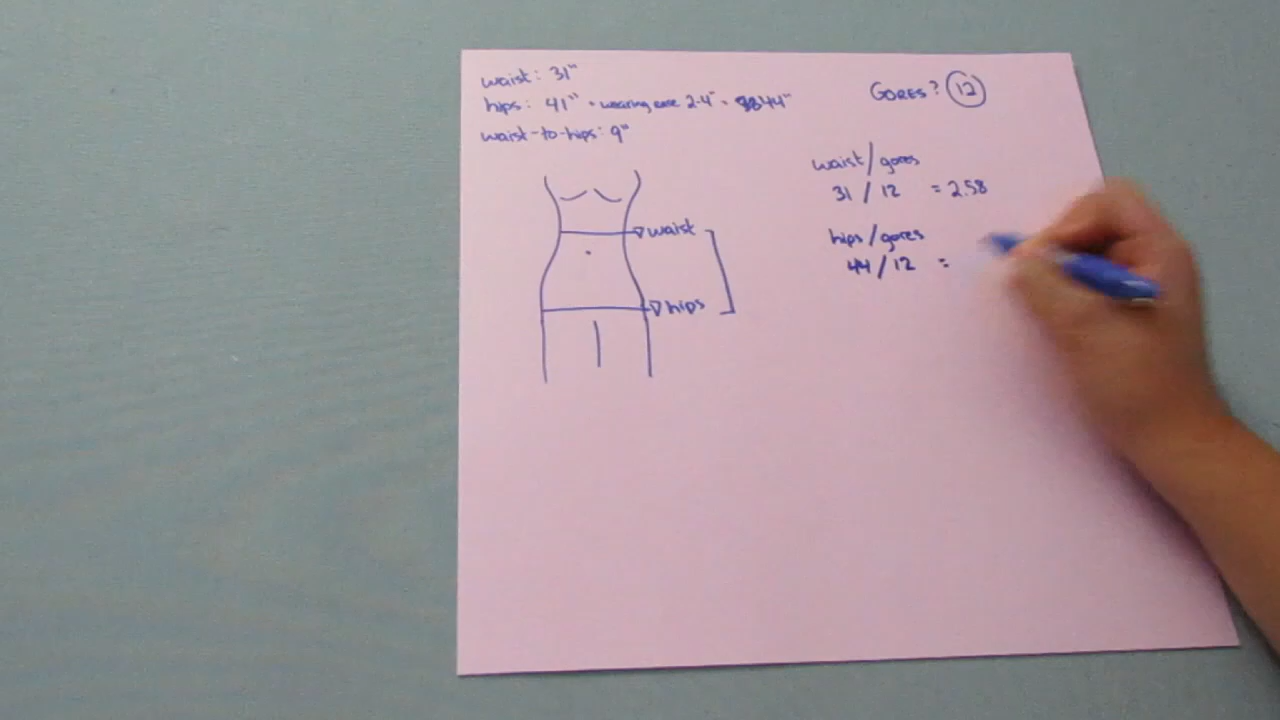 waist: 31"
hips: 41" + wearing ease 2-4" = 44"
waist-to-hips: 9"
GORES? 12
waist/gores
31 / 12 = 2.58
hips/gores
44 / 12 =
waist
hips